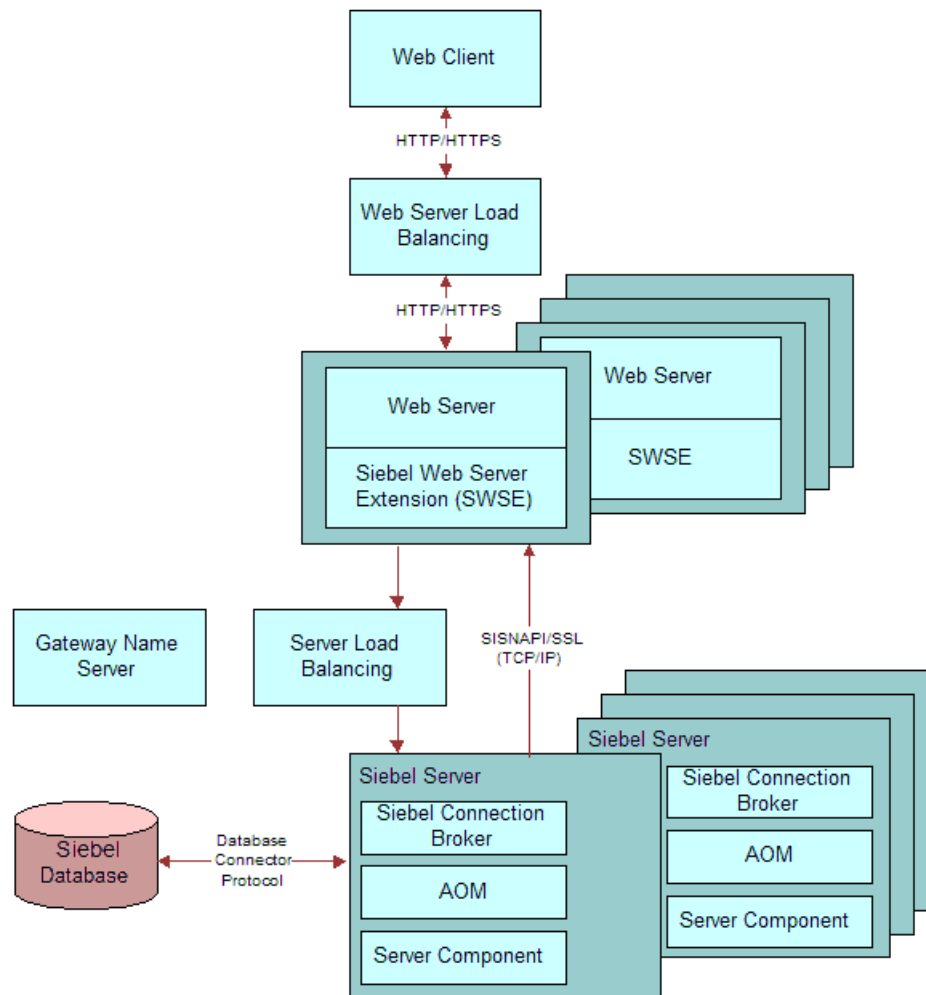 Web Client
HTTP/HTTPS
Web Server Load
Balancing
HTTP/HTTPS
Web Server
Siebel Web Server
Extension (SWSE)
Web Server
SWSE
Gateway Name
Server
Server Load
Balancing
SISNAPI/SSL
(TCP/IP)
Siebel Server
Siebel Connection
Broker
AOM
Server Component
Siebel Server
Siebel Connection
Broker
AOM
Server Component
Siebel
Database
Database
Connector
Protocol